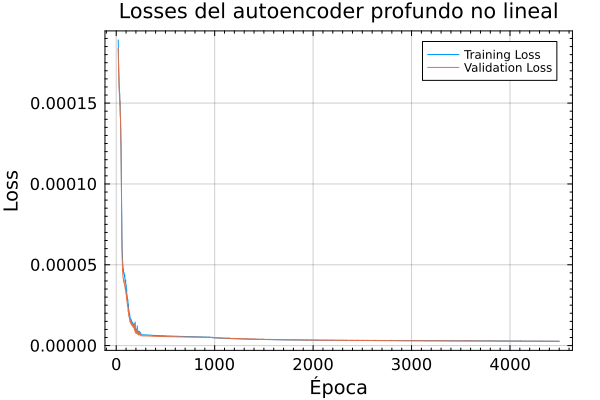 Losses del autoencoder profundo no lineal
Training Loss
Validation Loss
0.00015
0.00010
0.00005
0.00000
Loss
0
1000
2000
3000
4000
Época